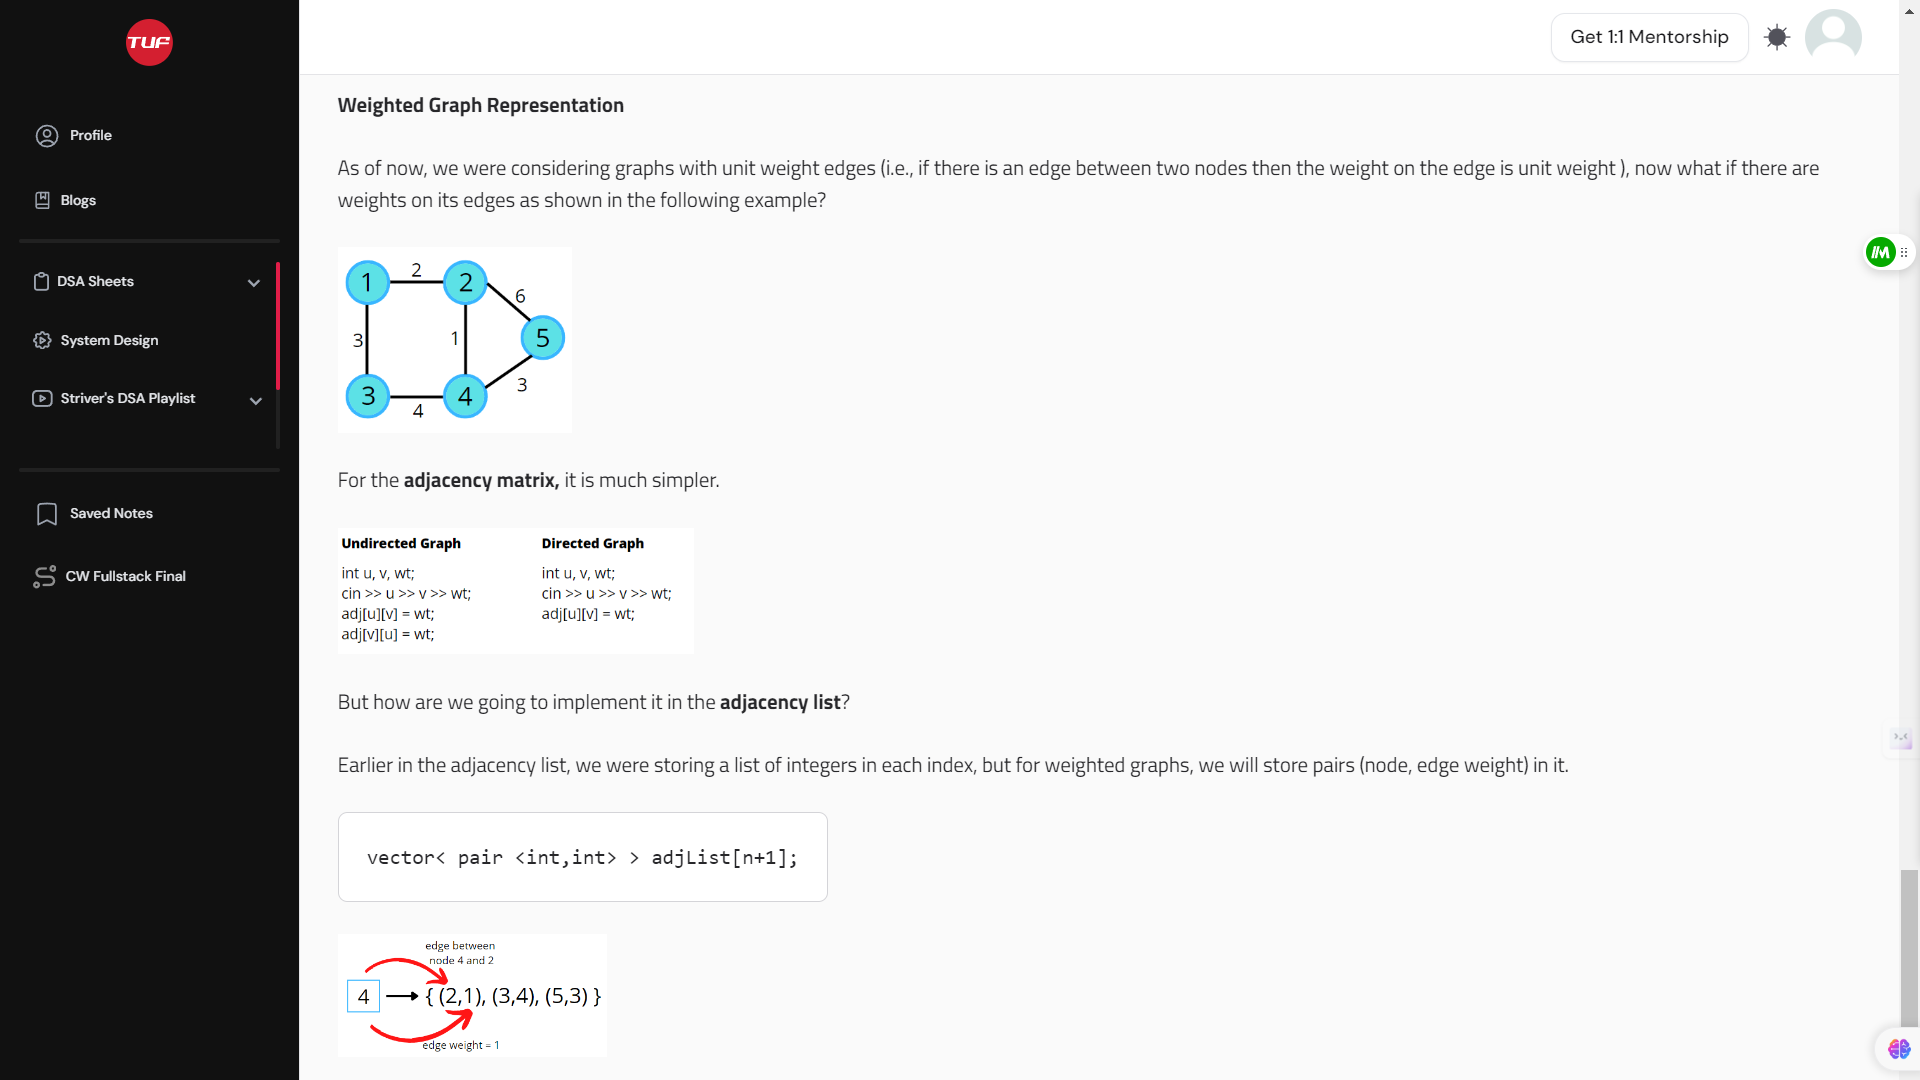 TUF
Get 1:1 Mentorship
Profile
Blogs
DSA Sheets
System Design
Striver's DSA Playlist
Saved Notes
CW Fullstack Final
Weighted Graph Representation
As of now, we were considering graphs with unit weight edges (i.e., if there is an edge between two nodes then the weight on the edge is unit weight ), now what if there are
weights on its edges as shown in the following example?
1 2 2
6
3 1 5
3
3 4 4
For the adjacency matrix, it is much simpler.
Undirected Graph
int u, v, wt;
cin >> u >> v >> wt;
adj[u][v] = wt;
adj[v][u] = wt;
Directed Graph
int u, v, wt;
cin >> u >> v >> wt;
adj[u][v] = wt;
But how are we going to implement it in the adjacency list?
Earlier in the adjacency list, we were storing a list of integers in each index, but for weighted graphs, we will store pairs (node, edge weight) in it.
vector< pair <int,int> > adjList[n+1];
edge between
node 4 and 2
4 → { (2,1), (3,4), (5,3) }
edge weight = 1